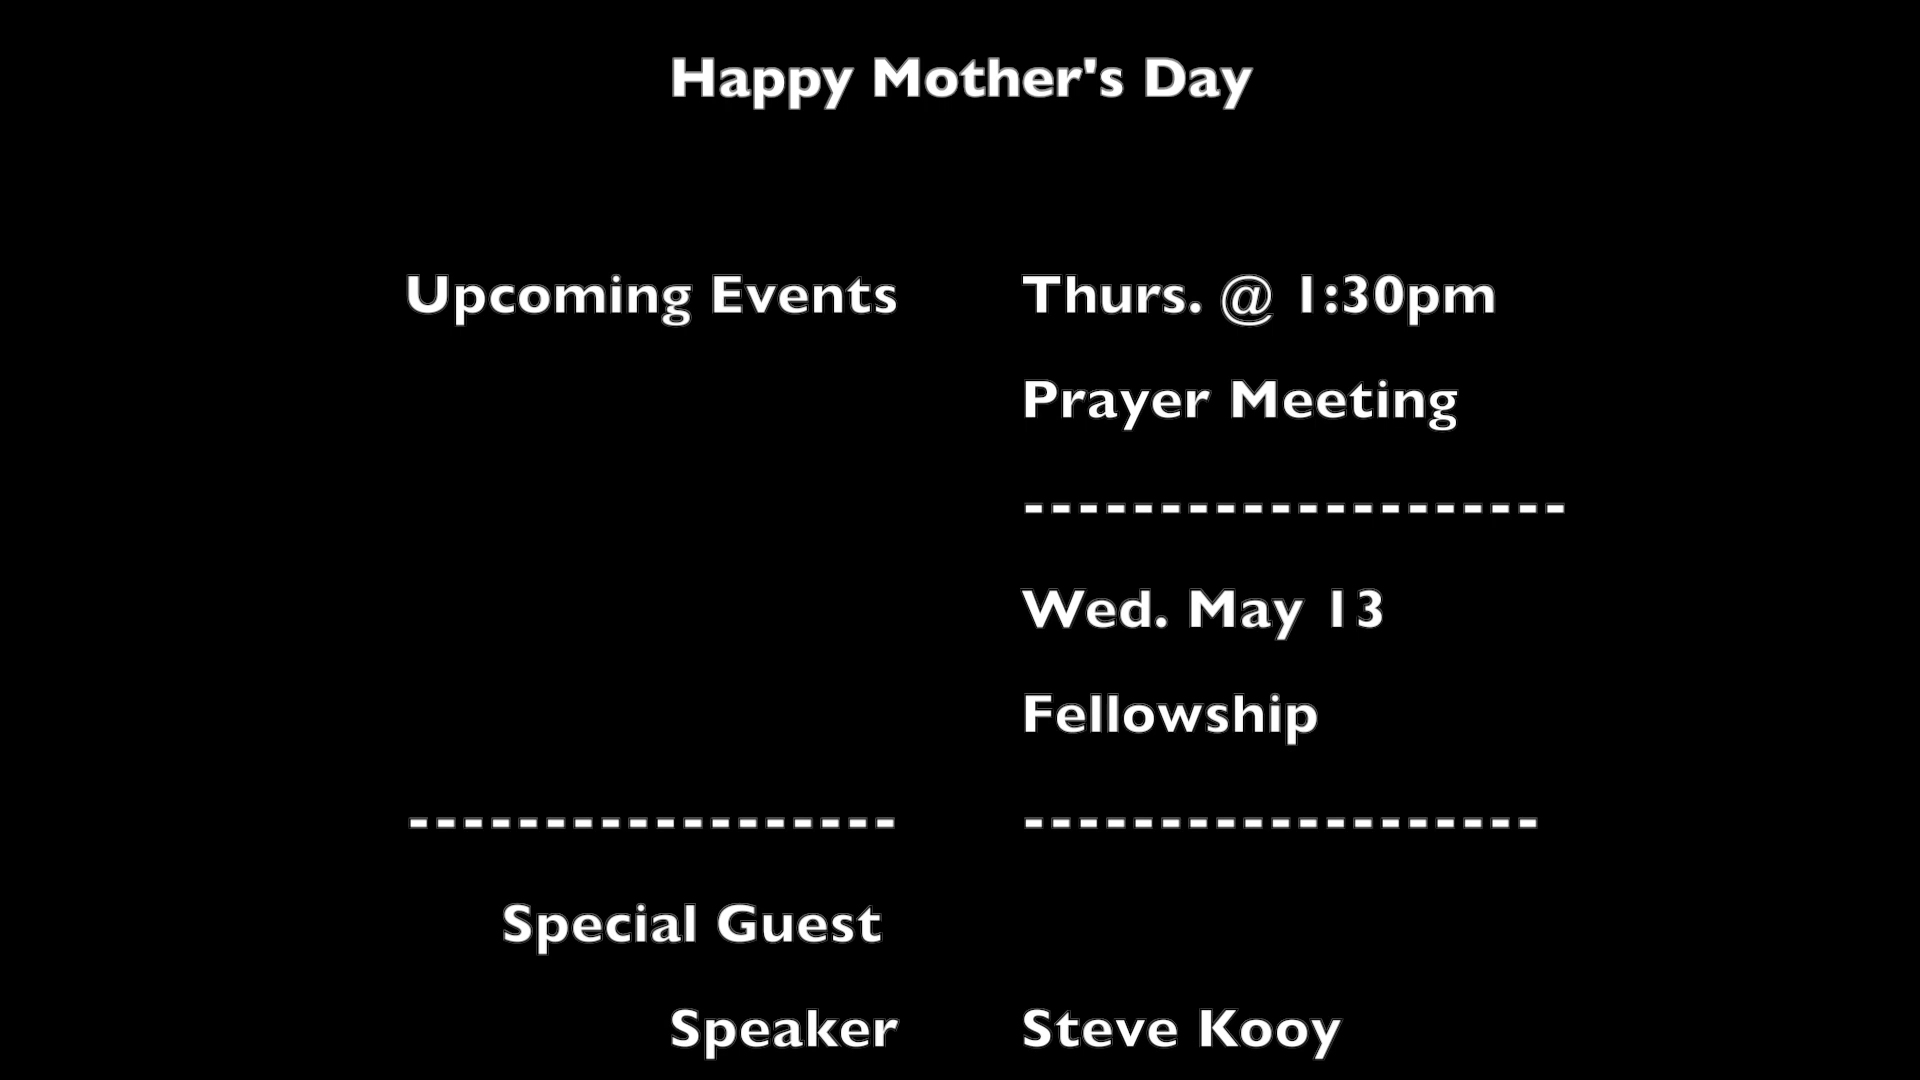 Happy Mother's Day
Upcoming Events Thurs. @ 1:30pm
Prayer Meeting
--------------------
Wed. May 13
Fellowship
------------------ -------------------
Special Guest
Speaker Steve Kooy